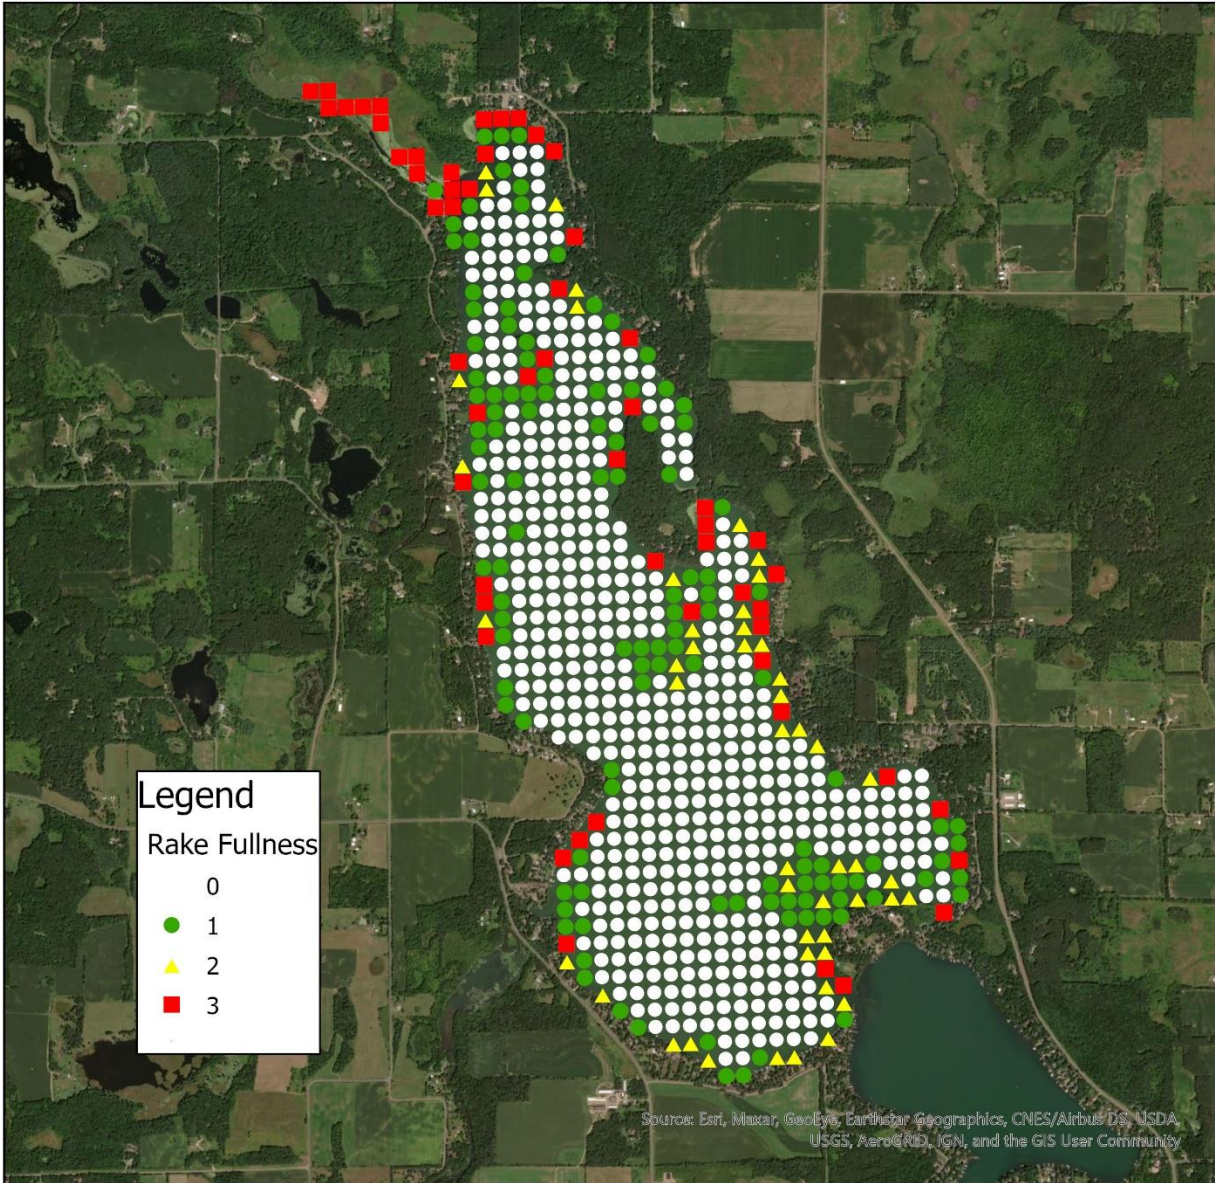 Legend
Rake Fullness
0
1
2
3
Source: Esri, Maxar, GeoEye, Earthstar Geographics, CNES/Airbus DS, USDA,
USGS, AeroGRID, IGN, and the GIS User Community